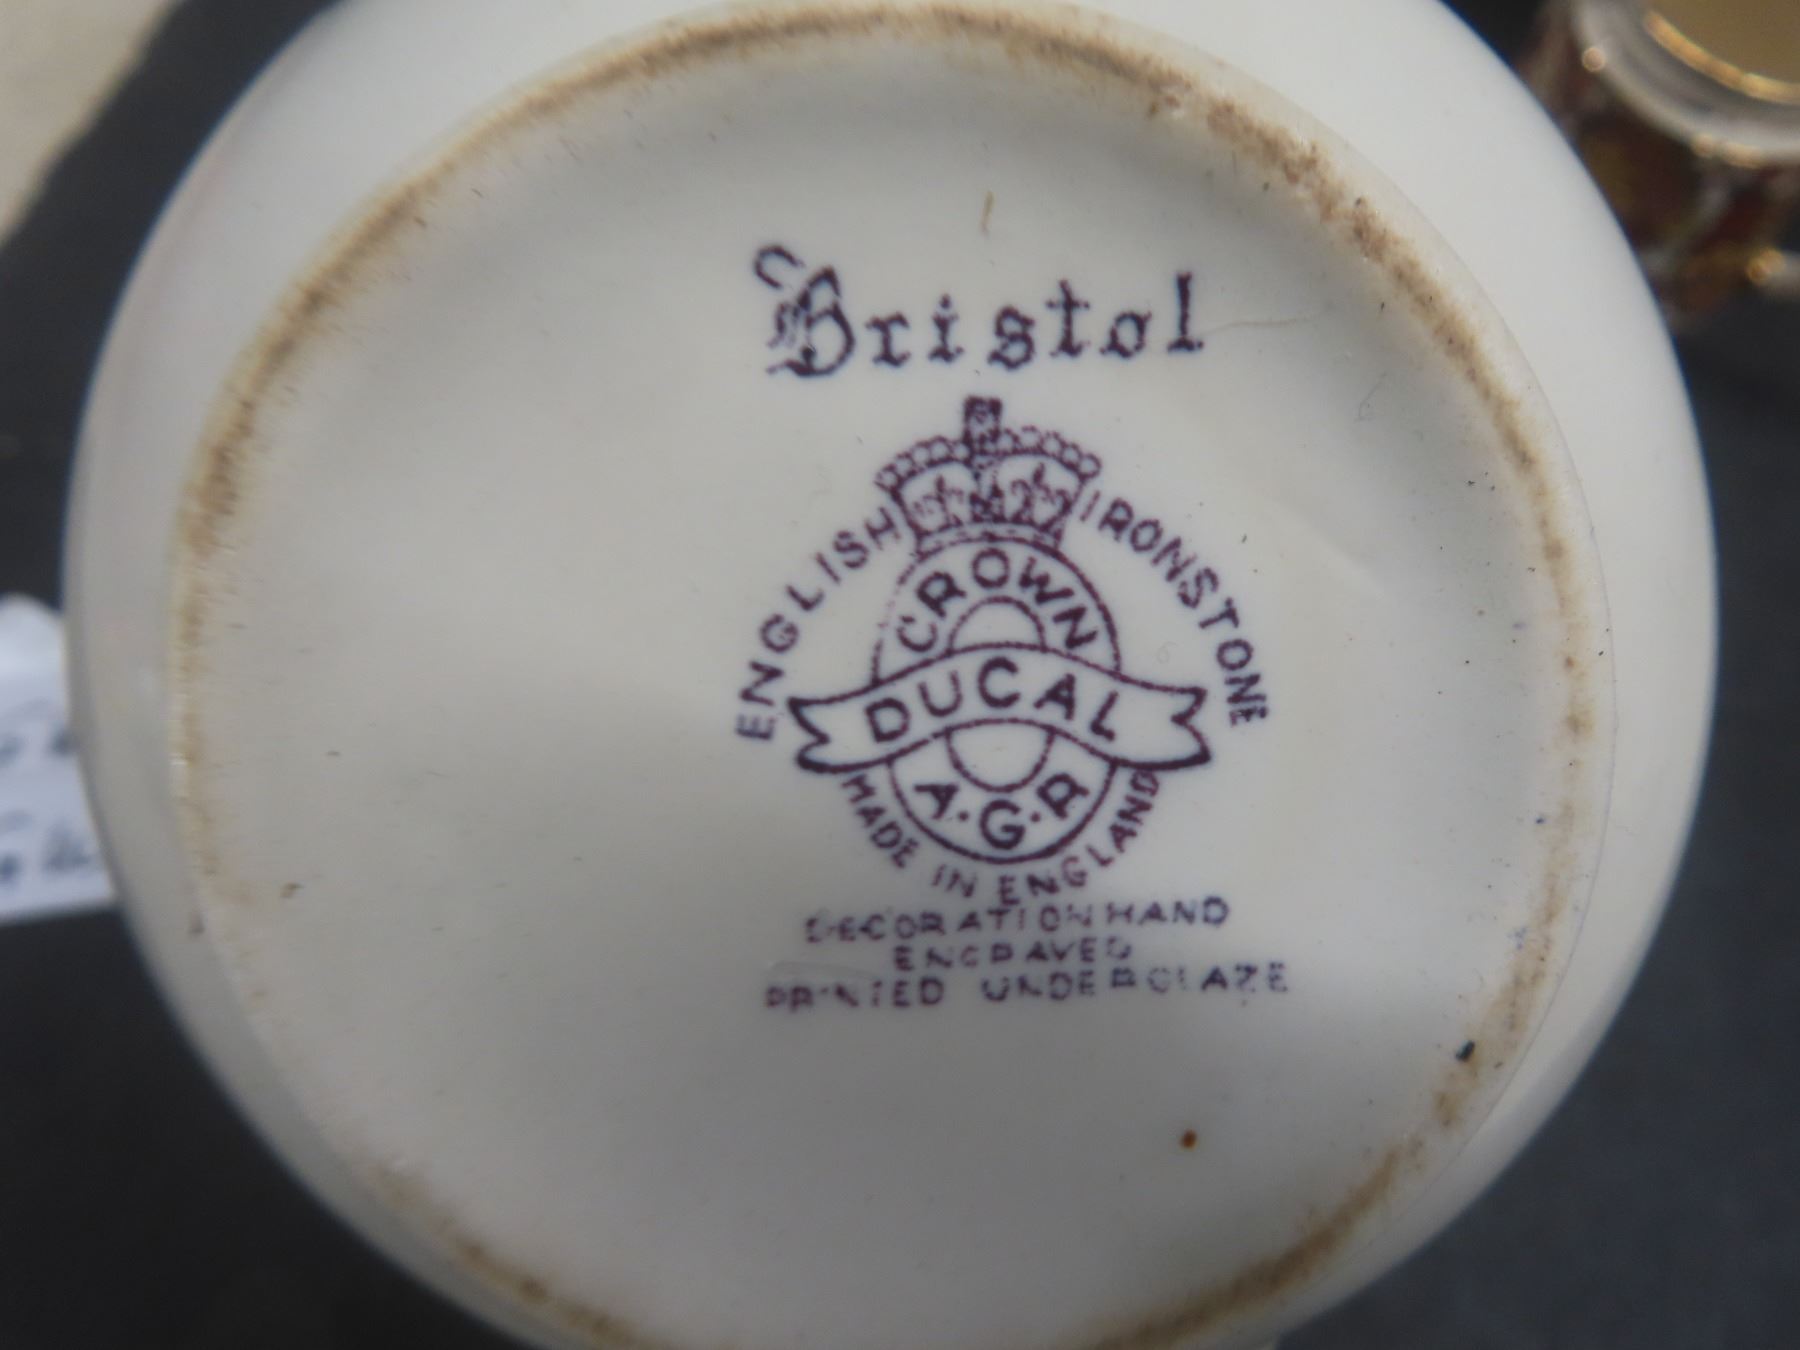 Bristol
ENGLISH IRONSTONE
CROWN
DUCAL
A.G.R
MADE IN ENGLAND
DECORATION HAND
ENGRAVED
PRINTED UNDERGLAZE